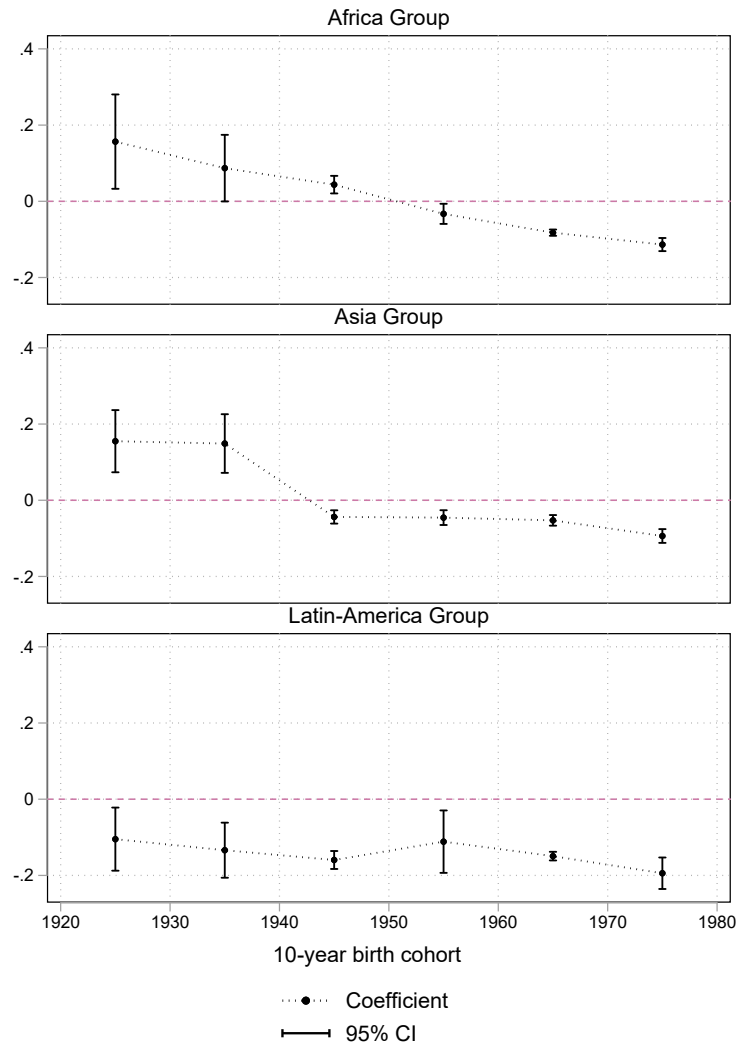 Africa Group
.4
.2
0
-.2
Asia Group
.4
.2
0
-.2
Latin-America Group
.4
.2
0
-.2
1920 1930 1940 1950 1960 1970 1980
10-year birth cohort
Coefficient
95% CI